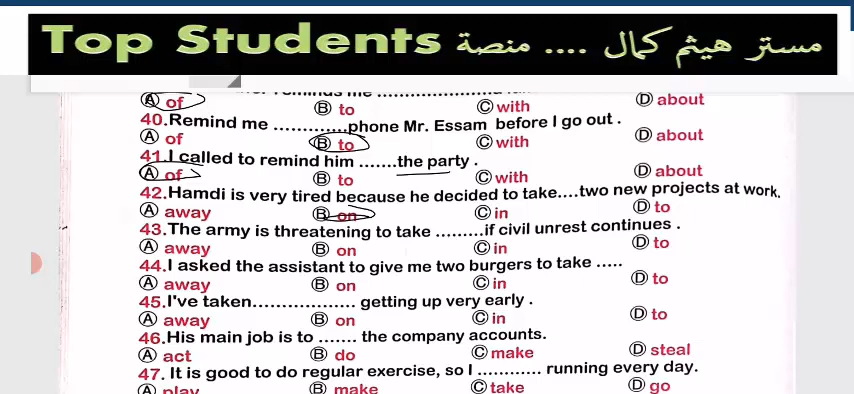 Top Students مستر هيثم كمال .... منصة
Ⓐ of Ⓑ to Ⓒ with Ⓓ about
40.Remind me .............phone Mr. Essam before I go out .
Ⓐ of Ⓑ to Ⓒ with Ⓓ about
41.I called to remind him .......the party .
Ⓐ of Ⓑ to Ⓒ with Ⓓ about
42.Hamdi is very tired because he decided to take....two new projects at work.
Ⓐ away Ⓑ on Ⓒ in Ⓓ to
43.The army is threatening to take .........if civil unrest continues .
Ⓐ away Ⓑ on Ⓒ in Ⓓ to
44.I asked the assistant to give me two burgers to take .....
Ⓐ away Ⓑ on Ⓒ in Ⓓ to
45.I've taken.................. getting up very early .
Ⓐ away Ⓑ on Ⓒ in Ⓓ to
46.His main job is to ....... the company accounts.
Ⓐ act Ⓑ do Ⓒ make Ⓓ steal
47. It is good to do regular exercise, so I ............ running every day.
Ⓐ play Ⓑ make Ⓒ take Ⓓ go